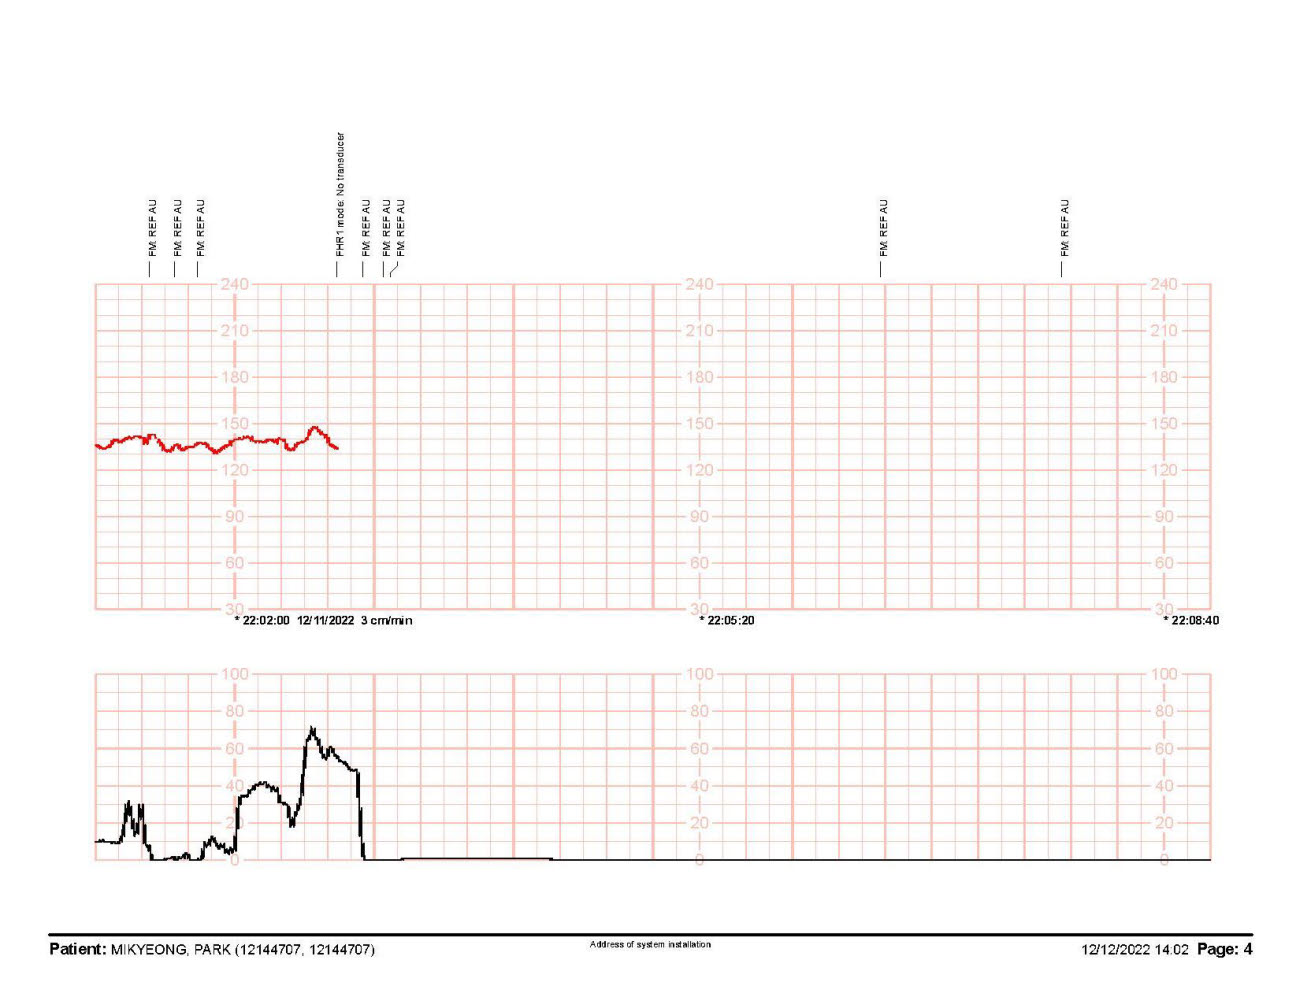 FM: REF AU
FM: REF AU
FM: REF AU
FHR1 mode: No transducer
FM: REF AU
FM: REF AU
FM: REF AU
FM: REF AU
FM: REF AU
240 240 240
210 210 210
180 180 180
150 150 150
120 120 120
90 90 90
60 60 60
30 30 30
* 22:02:00 12/11/2022 3 cm/min * 22:05:20 * 22:08:40
100 100 100
80 80 80
60 60 60
40 40 40
20 20 20
0 0 0
Patient: MIKYEONG, PARK (12144707, 12144707) Address of system installation 12/12/2022 14:02 Page: 4